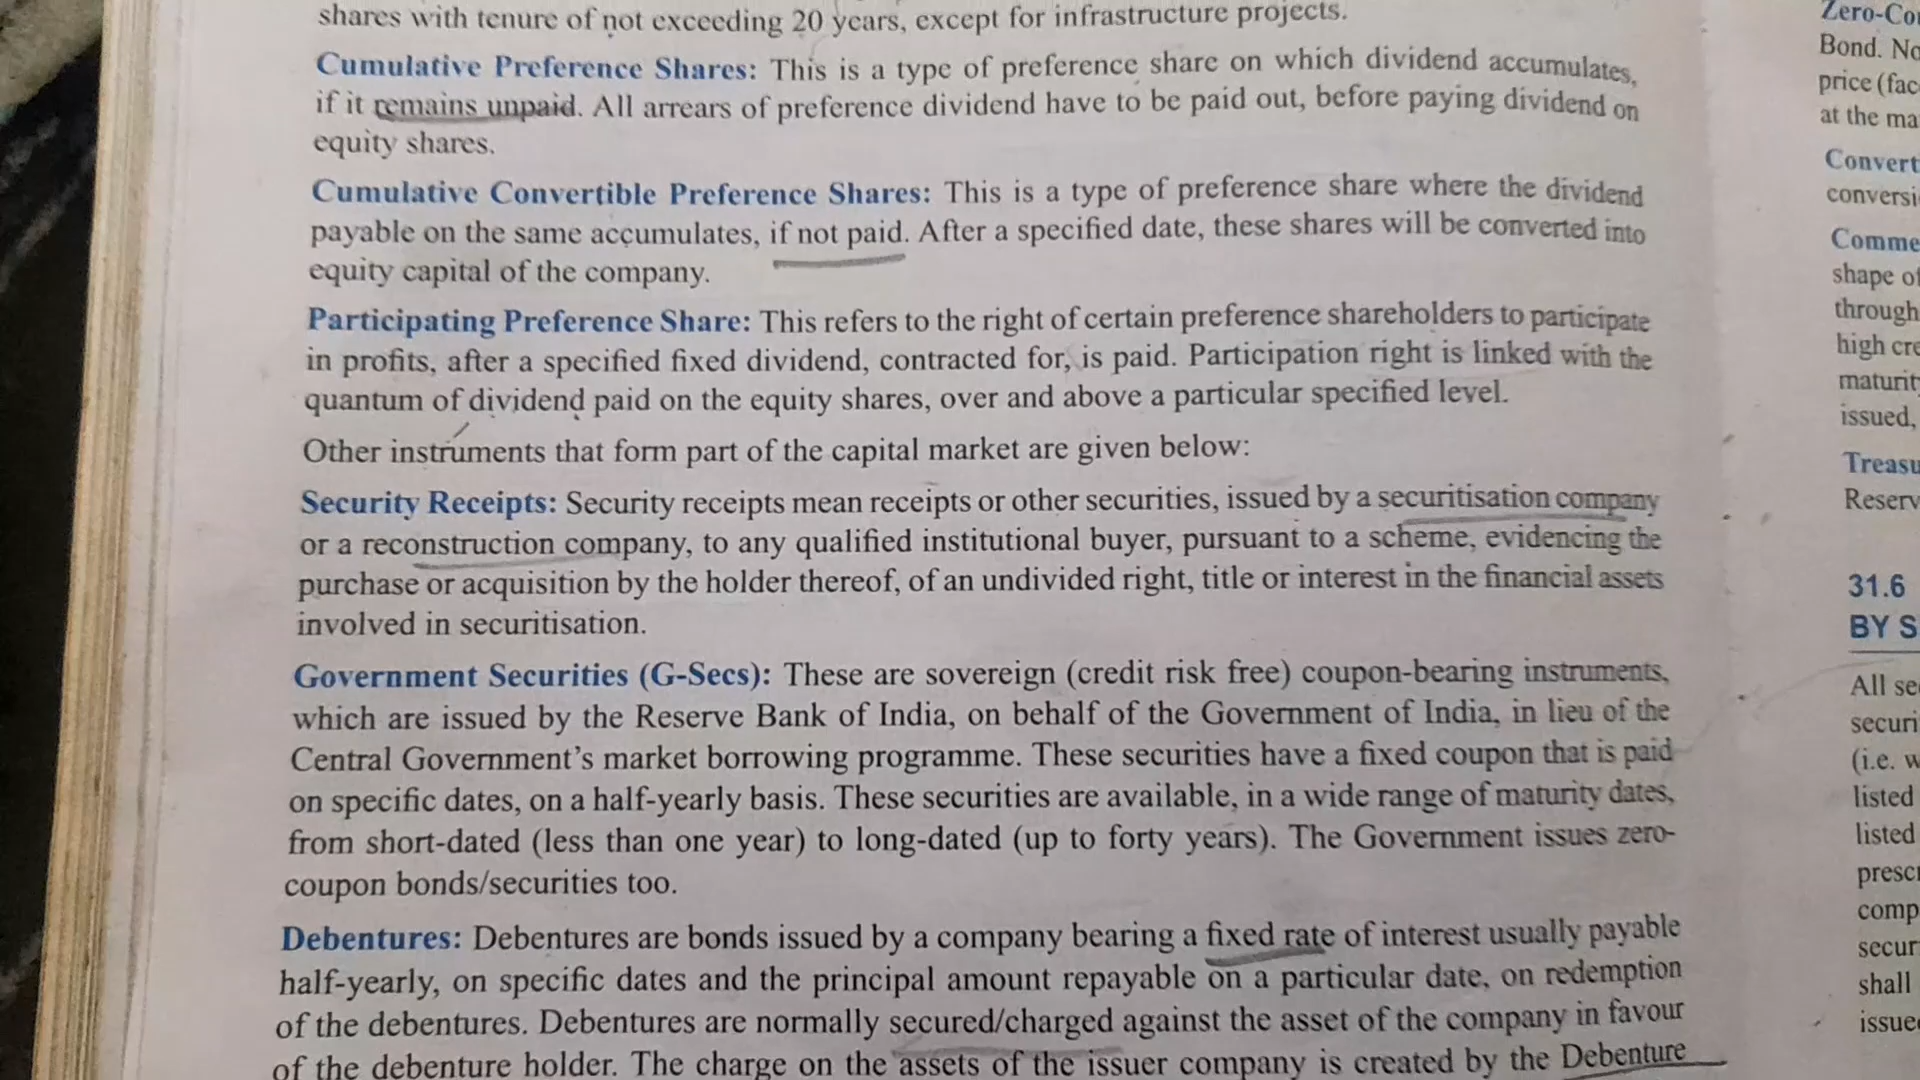 shares with tenure of not exceeding 20 years, except for infrastructure projects.
Cumulative Preference Shares: This is a type of preference share on which dividend accumulates,
if it remains unpaid. All arrears of preference dividend have to be paid out, before paying dividend on
equity shares.
Cumulative Convertible Preference Shares: This is a type of preference share where the dividend
payable on the same accumulates, if not paid. After a specified date, these shares will be converted into
equity capital of the company.
Participating Preference Share: This refers to the right of certain preference shareholders to participate
in profits, after a specified fixed dividend, contracted for, is paid. Participation right is linked with the
quantum of dividend paid on the equity shares, over and above a particular specified level.
Other instruments that form part of the capital market are given below:
Security Receipts: Security receipts mean receipts or other securities, issued by a securitisation company
or a reconstruction company, to any qualified institutional buyer, pursuant to a scheme, evidencing the
purchase or acquisition by the holder thereof, of an undivided right, title or interest in the financial assets
involved in securitisation.
Government Securities (G-Secs): These are sovereign (credit risk free) coupon-bearing instruments,
which are issued by the Reserve Bank of India, on behalf of the Government of India, in lieu of the
Central Government's market borrowing programme. These securities have a fixed coupon that is paid
on specific dates, on a half-yearly basis. These securities are available, in a wide range of maturity dates,
from short-dated (less than one year) to long-dated (up to forty years). The Government issues zero-
coupon bonds/securities too.
Debentures: Debentures are bonds issued by a company bearing a fixed rate of interest usually payable
half-yearly, on specific dates and the principal amount repayable on a particular date, on redemption
of the debentures. Debentures are normally secured/charged against the asset of the company in favour
of the debenture holder. The charge on the assets of the issuer company is created by the Debenture
Bond. No
price (fac
at the ma
Convert
conversi
Comme
shape of
through
high cre
maturit
issued,
Treasu
Reserv
31.6
BY S
All se
securi
(i.e. w
listed
listed
presc
comp
secur
shall
issue